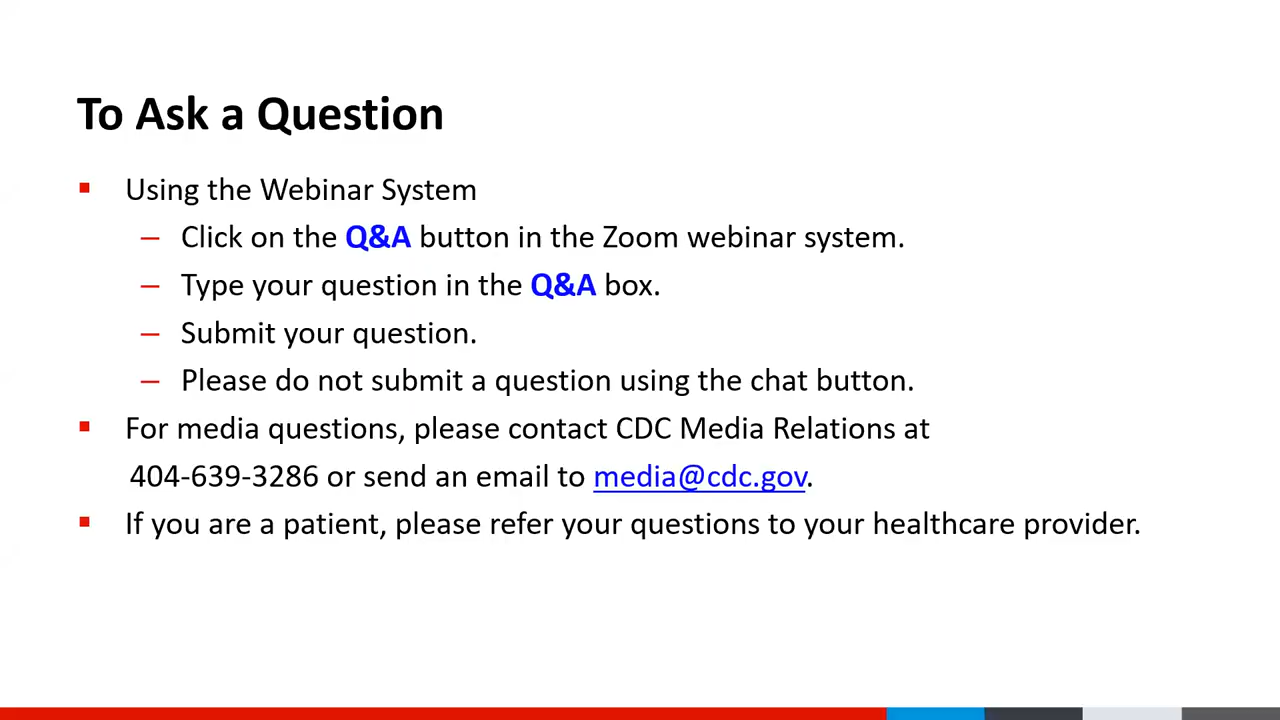 To Ask a Question
▪ Using the Webinar System
– Click on the Q&A button in the Zoom webinar system.
– Type your question in the Q&A box.
– Submit your question.
– Please do not submit a question using the chat button.
▪ For media questions, please contact CDC Media Relations at
404-639-3286 or send an email to media@cdc.gov.
▪ If you are a patient, please refer your questions to your healthcare provider.